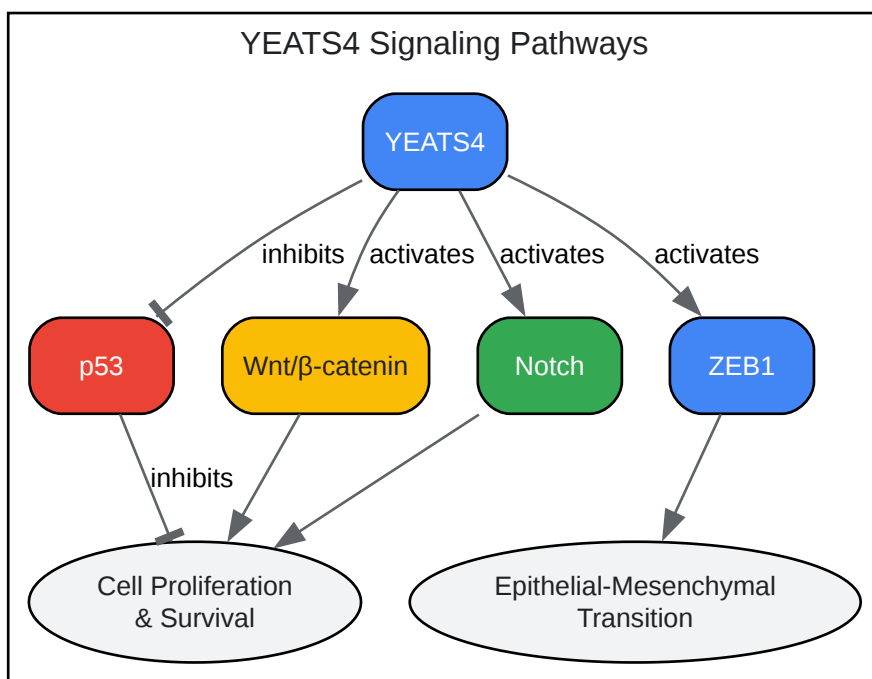 YEATS4 Signaling Pathways
YEATS4
inhibits
activates
activates
activates
p53
Wnt/β-catenin
Notch
ZEB1
inhibits
Cell Proliferation
& Survival
Epithelial-Mesenchymal
Transition